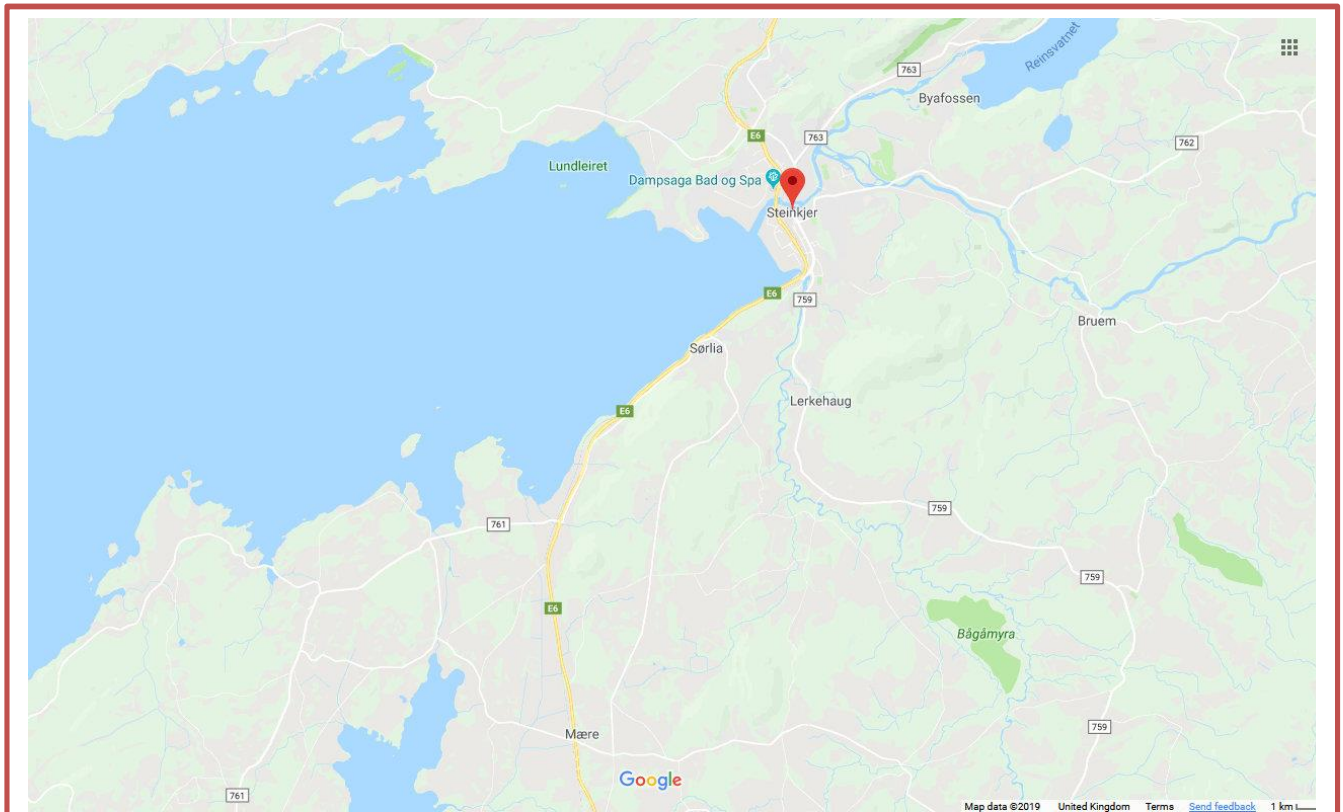 Reinsvatnet
763
Byafossen
E6
763
762
Lundleiret
Dampsaga Bad og Spa
Steinkjer
E6
759
Bruem
Sørlia
Lerkehaug
E6
759
761
759
E6
Bågåmyra
759
Mære
Google
761
Map data ©2019 United Kingdom Terms Send feedback 1 km